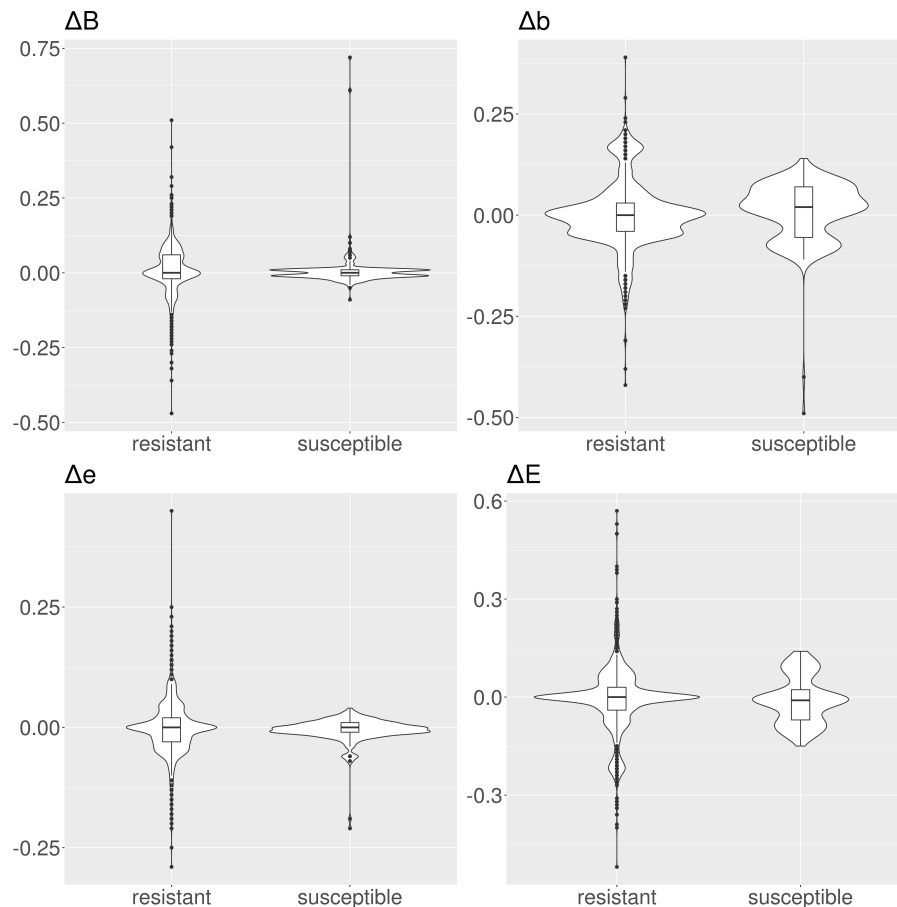 ΔB
0.75
0.50
0.25
0.00
-0.25
-0.50
resistant susceptible
Δb
0.25
0.00
-0.25
-0.50
resistant susceptible
Δe
0.25
0.00
-0.25
resistant susceptible
ΔE
0.6
0.3
0.0
-0.3
resistant susceptible